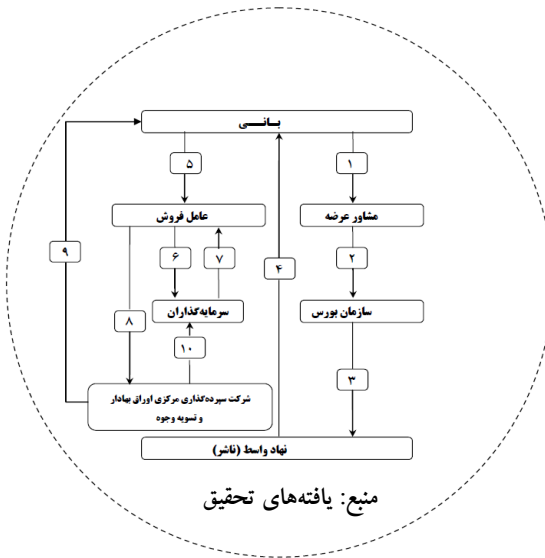 بـانـــی
۵
۱
عامل فروش
مشاور عرضه
۹
۶
۷
۴
۲
سرمایه‌گذاران
سازمان بورس
۸
۱۰
۳
شرکت سپرده‌گذاری مرکزی اوراق بهادار
و تسویه وجوه
نهاد واسط (ناشر)
منبع: یافته‌های تحقیق